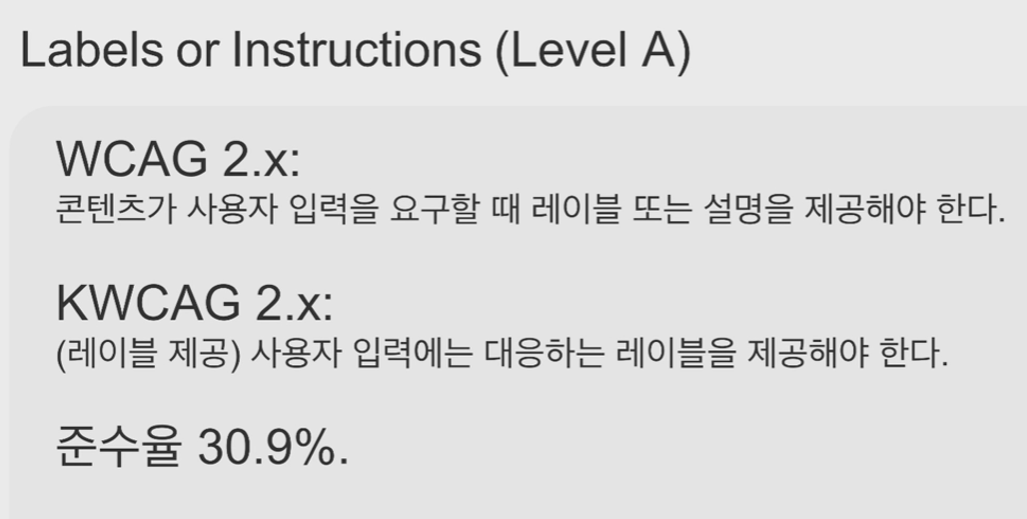 Labels or Instructions (Level A)
WCAG 2.x:
콘텐츠가 사용자 입력을 요구할 때 레이블 또는 설명을 제공해야 한다.
KWCAG 2.x:
(레이블 제공) 사용자 입력에는 대응하는 레이블을 제공해야 한다.
준수율 30.9%.